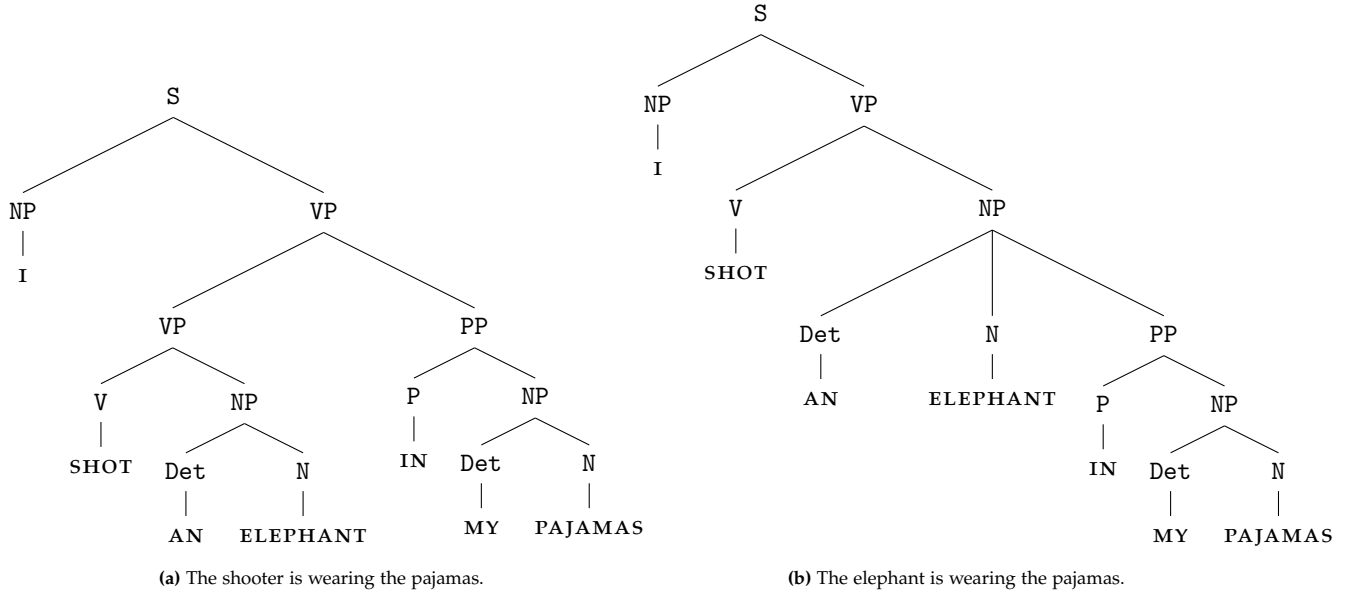 S
NP VP
I
VP PP
V NP P NP
SHOT Det N IN Det N
AN ELEPHANT MY PAJAMAS
(a) The shooter is wearing the pajamas.
S
NP VP
I
V NP
SHOT
Det N PP
AN ELEPHANT P NP
IN Det N
MY PAJAMAS
(b) The elephant is wearing the pajamas.